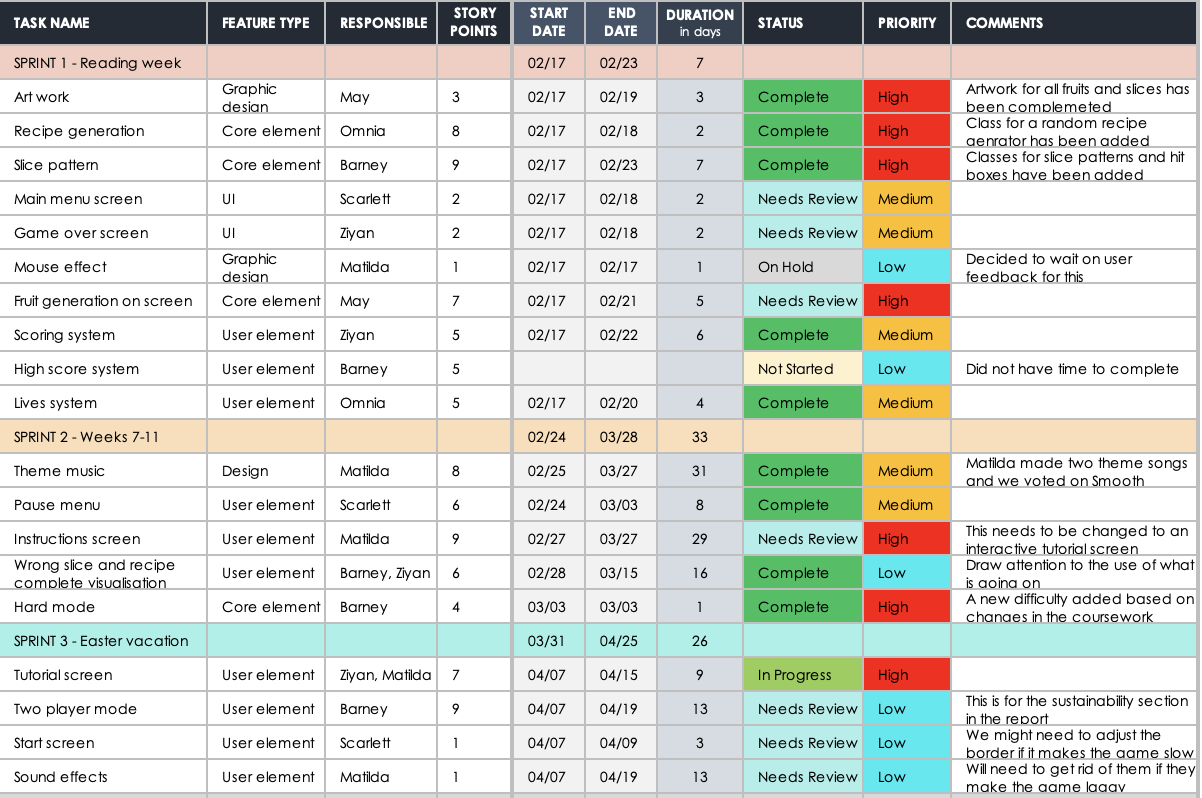 TASK NAME FEATURE TYPE RESPONSIBLE STORY POINTS START DATE END DATE DURATION in days STATUS PRIORITY COMMENTS
SPRINT 1 - Reading week 02/17 02/23 7
Art work Graphic design May 3 02/17 02/19 3 Complete High Artwork for all fruits and slices has been complemeted
Recipe generation Core element Omnia 8 02/17 02/18 2 Complete High Class for a random recipe genrator has been added
Slice pattern Core element Barney 9 02/17 02/23 7 Complete High Classes for slice patterns and hit boxes have been added
Main menu screen UI Scarlett 2 02/17 02/18 2 Needs Review Medium
Game over screen UI Ziyan 2 02/17 02/18 2 Needs Review Medium
Mouse effect Graphic design Matilda 1 02/17 02/17 1 On Hold Low Decided to wait on user feedback for this
Fruit generation on screen Core element May 7 02/17 02/21 5 Needs Review High
Scoring system User element Ziyan 5 02/17 02/22 6 Complete Medium
High score system User element Barney 5 Not Started Low Did not have time to complete
Lives system User element Omnia 5 02/17 02/20 4 Complete Medium
SPRINT 2 - Weeks 7-11 02/24 03/28 33
Theme music Design Matilda 8 02/25 03/27 31 Complete Medium Matilda made two theme songs and we voted on Smooth
Pause menu User element Scarlett 6 02/24 03/03 8 Complete Medium
Instructions screen User element Matilda 9 02/27 03/27 29 Needs Review High This needs to be changed to an interactive tutorial screen
Wrong slice and recipe complete visualisation User element Barney, Ziyan 6 02/28 03/15 16 Complete Low Draw attention to the use of what is going on
Hard mode Core element Barney 4 03/03 03/03 1 Complete High A new difficulty added based on changes in the coursework
SPRINT 3 - Easter vacation 03/31 04/25 26
Tutorial screen User element Ziyan, Matilda 7 04/07 04/15 9 In Progress High
Two player mode User element Barney 9 04/07 04/19 13 Needs Review Low This is for the sustainability section in the report
Start screen User element Scarlett 1 04/07 04/09 3 Needs Review Low We might need to adjust the border if it makes the game slow
Sound effects User element Matilda 1 04/07 04/19 13 Needs Review Low Will need to get rid of them if they make the game laggy